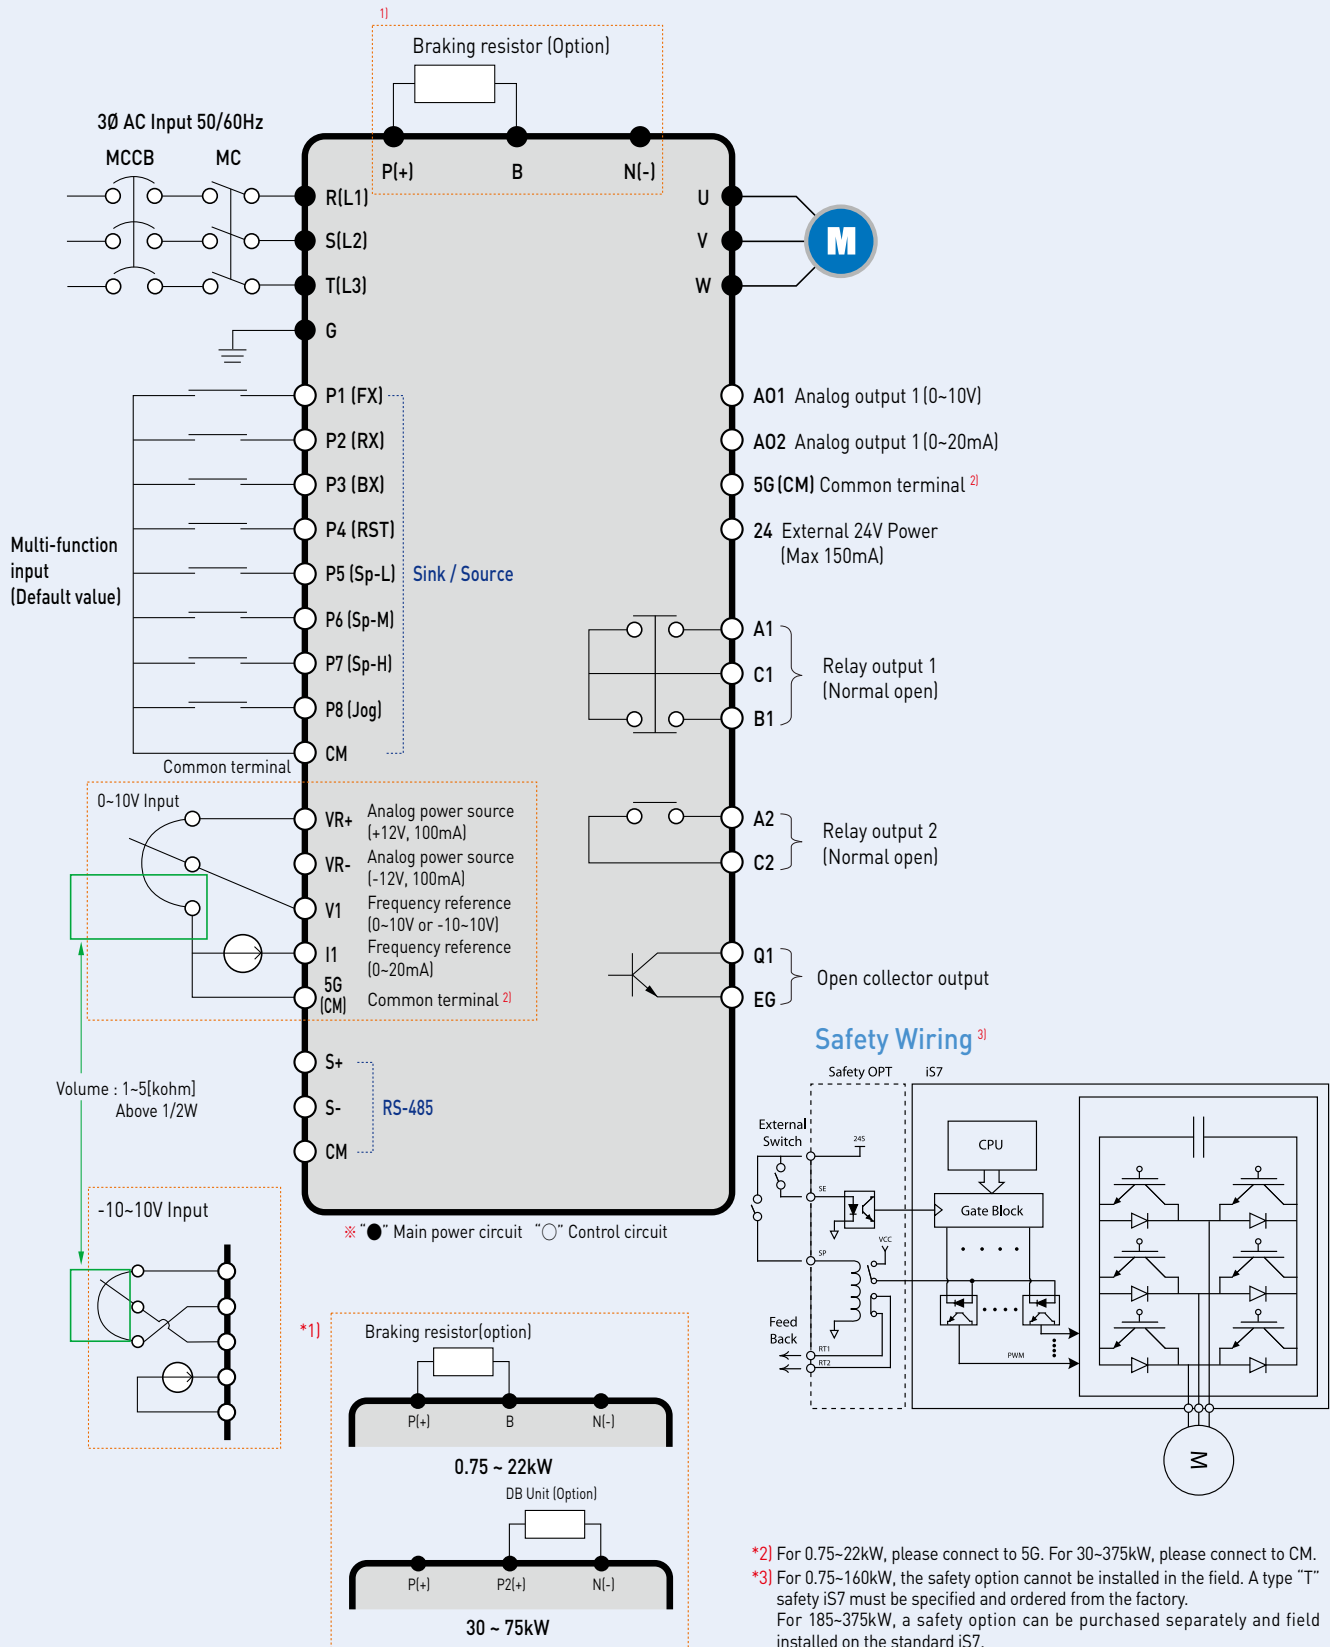 1)
Braking resistor (Option)
3Ø AC Input 50/60Hz
MCCB
MC
P(+)
B
N(-)
R(L1)
S(L2)
T(L3)
G
U
V
W
M
P1 (FX)
P2 (RX)
P3 (BX)
P4 (RST)
P5 (Sp-L)
P6 (Sp-M)
P7 (Sp-H)
P8 (Jog)
CM
Sink / Source
Multi-function
input
(Default value)
Common terminal
AO1 Analog output 1 (0~10V)
AO2 Analog output 1 (0~20mA)
5G (CM) Common terminal 2)
24 External 24V Power
(Max 150mA)
A1
C1
B1
Relay output 1
(Normal open)
A2
C2
Relay output 2
(Normal open)
Q1
EG
Open collector output
0~10V Input
VR+ Analog power source
(+12V, 100mA)
VR- Analog power source
(-12V, 100mA)
V1 Frequency reference
(0~10V or -10~10V)
I1 Frequency reference
(0~20mA)
5G
(CM)
Common terminal 2)
S+
S-
CM
RS-485
Volume : 1~5[kohm]
Above 1/2W
-10~10V Input
※ "●" Main power circuit "○" Control circuit
Safety Wiring 3)
Safety OPT
iS7
External
Switch
24S
SE
SP
VCC
CPU
Gate Block
Feed
Back
RT1
RT2
PWM
M
*1)
Braking resistor(option)
P(+)
B
N(-)
0.75 ~ 22kW
DB Unit (Option)
P(+)
P2(+)
N(-)
30 ~ 75kW
*2) For 0.75~22kW, please connect to 5G. For 30~375kW, please connect to CM.
*3) For 0.75~160kW, the safety option cannot be installed in the field. A type "T"
safety iS7 must be specified and ordered from the factory.
For 185~375kW, a safety option can be purchased separately and field
installed on the standard iS7.